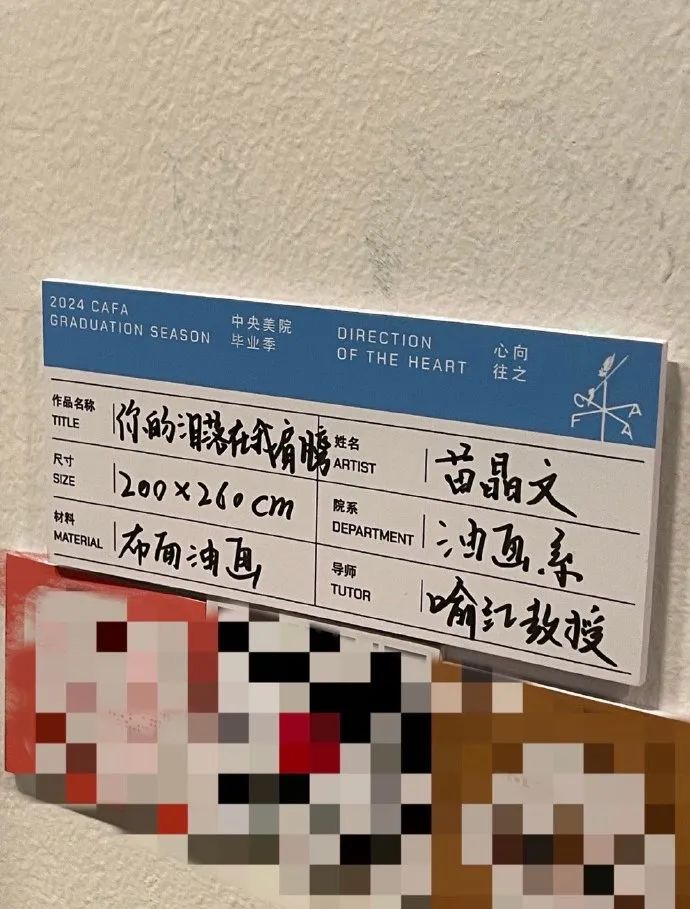 2024 CAFA
GRADUATION SEASON
中央美院
毕业季
DIRECTION
OF THE HEART
心向
往之
F A A
作品名称
TITLE
你的泪落在我肩膀
姓名
ARTIST
苗晶文
尺寸
SIZE
200×260cm
院系
DEPARTMENT
油画系
材料
MATERIAL
布面油画
导师
TUTOR
喻江教授